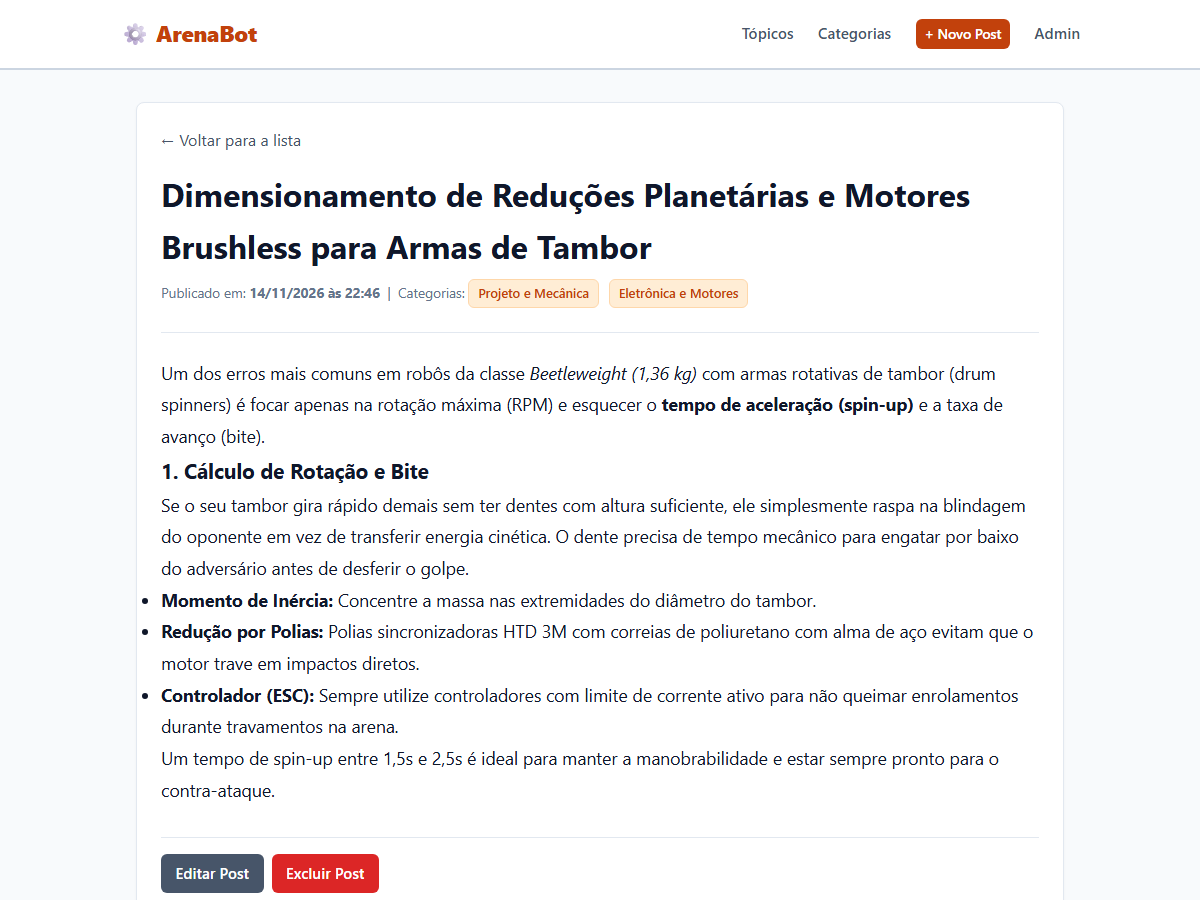 ArenaBot
Tópicos
Categorias
+ Novo Post
Admin
← Voltar para a lista
Dimensionamento de Reduções Planetárias e Motores
Brushless para Armas de Tambor
Publicado em: 14/11/2026 às 22:46 | Categorias: Projeto e Mecânica Eletrônica e Motores
Um dos erros mais comuns em robôs da classe Beetleweight (1,36 kg) com armas rotativas de tambor (drum
spinners) é focar apenas na rotação máxima (RPM) e esquecer o tempo de aceleração (spin-up) e a taxa de
avanço (bite).
1. Cálculo de Rotação e Bite
Se o seu tambor gira rápido demais sem ter dentes com altura suficiente, ele simplesmente raspa na blindagem
do oponente em vez de transferir energia cinética. O dente precisa de tempo mecânico para engatar por baixo
do adversário antes de desferir o golpe.
• Momento de Inércia: Concentre a massa nas extremidades do diâmetro do tambor.
• Redução por Polias: Polias sincronizadoras HTD 3M com correias de poliuretano com alma de aço evitam que o
motor trave em impactos diretos.
• Controlador (ESC): Sempre utilize controladores com limite de corrente ativo para não queimar enrolamentos
durante travamentos na arena.
Um tempo de spin-up entre 1,5s e 2,5s é ideal para manter a manobrabilidade e estar sempre pronto para o
contra-ataque.
Editar Post
Excluir Post